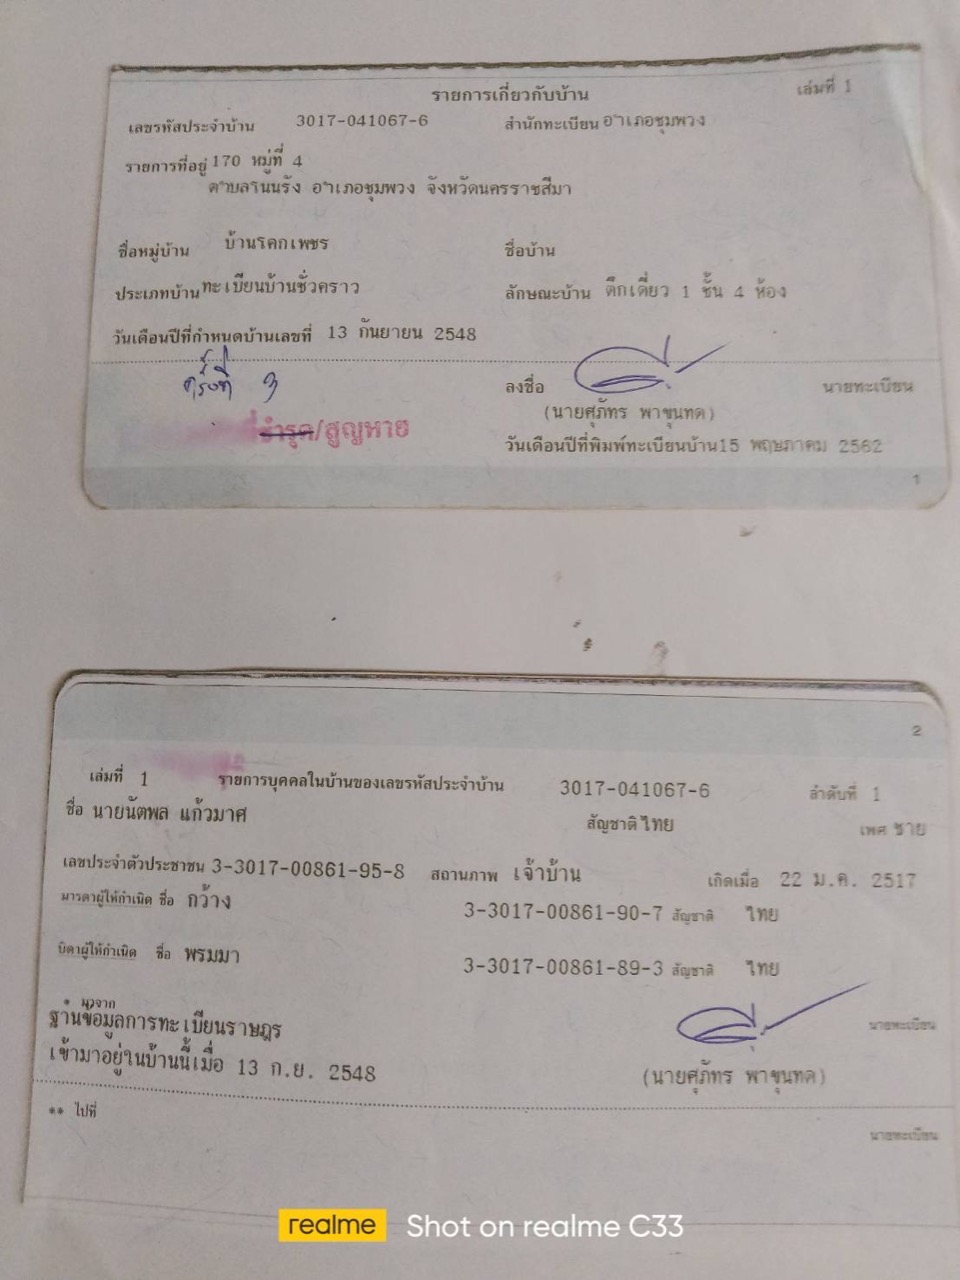 รายการเกี่ยวกับบ้าน เล่มที่ 1
เลขรหัสประจำบ้าน 3017-041067-6 สำนักทะเบียน อำเภอชุมพวง
รายการที่อยู่ 170 หมู่ที่ 4
ตำบลโนนรัง อำเภอชุมพวง จังหวัดนครราชสีมา
ชื่อหมู่บ้าน บ้านโคกเพชร ชื่อบ้าน
ประเภทบ้าน ทะเบียนบ้านชั่วคราว ลักษณะบ้าน ตึกเดี่ยว 1 ชั้น 4 ห้อง
วันเดือนปีที่กำหนดบ้านเลขที่ 13 กันยายน 2548
ครั้งที่ 3 ลงชื่อ นายทะเบียน
(นายศุภัทร พาขุนทด)
ชำรุด/สูญหาย
วันเดือนปีที่พิมพ์ทะเบียนบ้าน 15 พฤษภาคม 2562
1
2
เล่มที่ 1 รายการบุคคลในบ้านของเลขรหัสประจำบ้าน 3017-041067-6 ลำดับที่ 1
ชื่อ นายนัตพล แก้วมาศ สัญชาติ ไทย เพศ ชาย
เลขประจำตัวประชาชน 3-3017-00861-95-8 สถานภาพ เจ้าบ้าน เกิดเมื่อ 22 ม.ค. 2517
มารดาผู้ให้กำเนิด ชื่อ กว้าง 3-3017-00861-90-7 สัญชาติ ไทย
บิดาผู้ให้กำเนิด ชื่อ พรมมา 3-3017-00861-89-3 สัญชาติ ไทย
* มาจาก
ฐานข้อมูลการทะเบียนราษฎร นายทะเบียน
เข้ามาอยู่ในบ้านนี้เมื่อ 13 ก.ย. 2548 (นายศุภัทร พาขุนทด)
** ไปที่
นายทะเบียน
realme Shot on realme C33